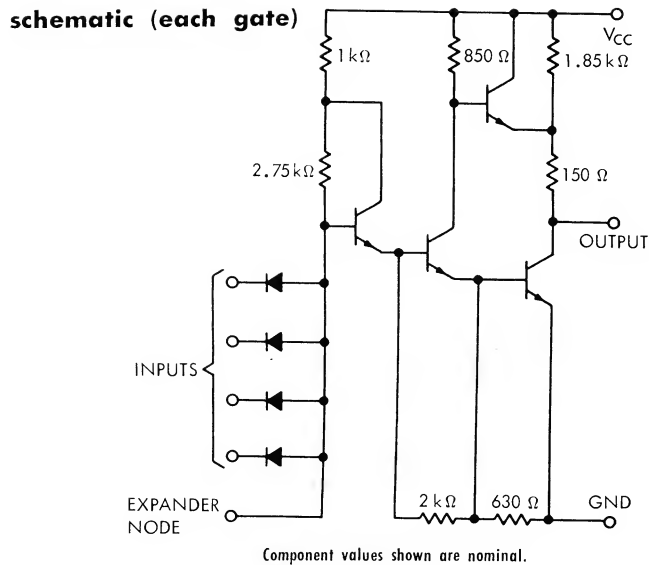 schematic (each gate)
VCC
1 kΩ
850 Ω
1.85 kΩ
2.75 kΩ
150 Ω
OUTPUT
INPUTS
EXPANDER
NODE
2 kΩ
630 Ω
GND
Component values shown are nominal.